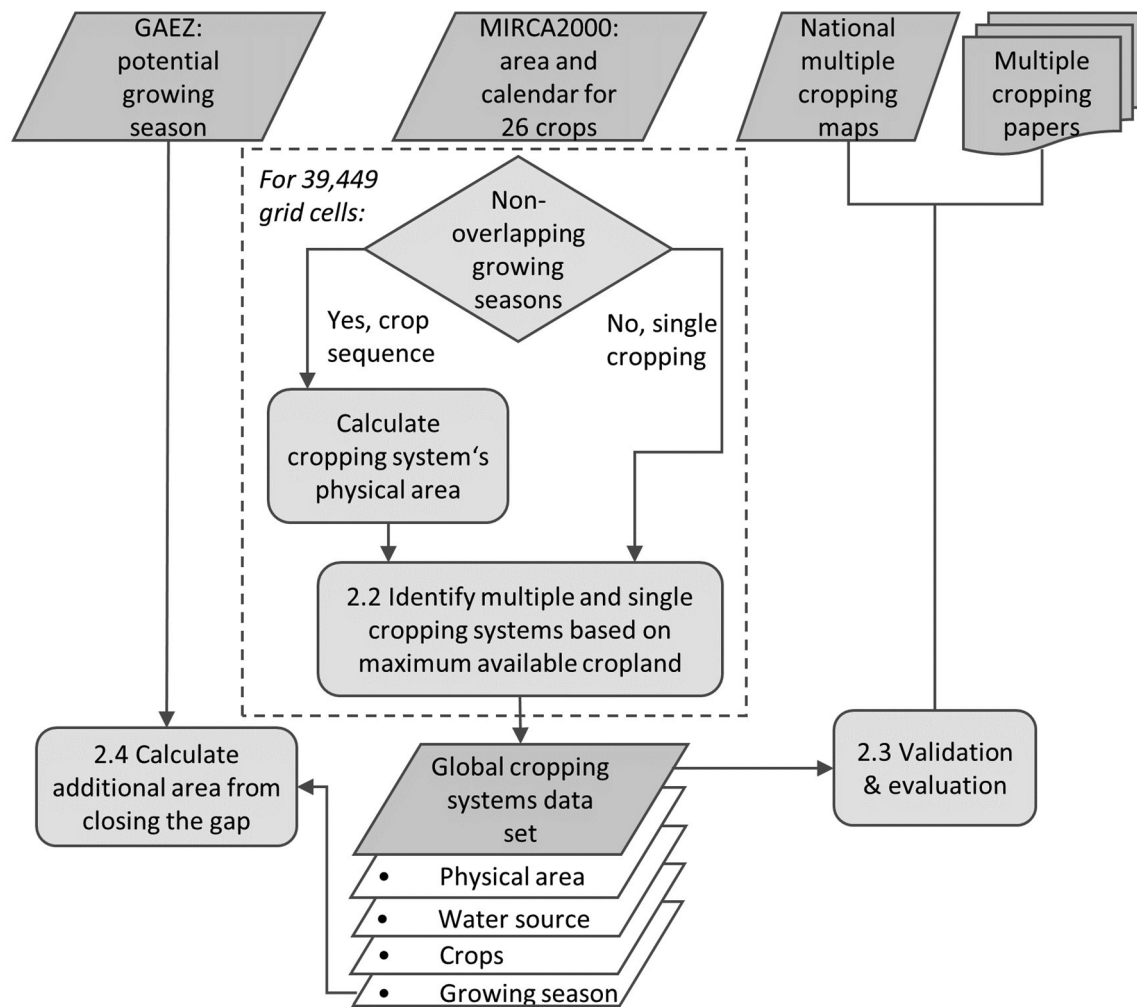 GAEZ:
potential
growing
season
MIRCA2000:
area and
calendar for
26 crops
National
multiple
cropping
maps
Multiple
cropping
papers
For 39,449
grid cells:
Non-
overlapping
growing
seasons
Yes, crop
sequence
No, single
cropping
Calculate
cropping system‘s
physical area
2.2 Identify multiple and single
cropping systems based on
maximum available cropland
2.4 Calculate
additional area from
closing the gap
Global cropping
systems data
set
2.3 Validation
& evaluation
• Physical area
• Water source
• Crops
• Growing season